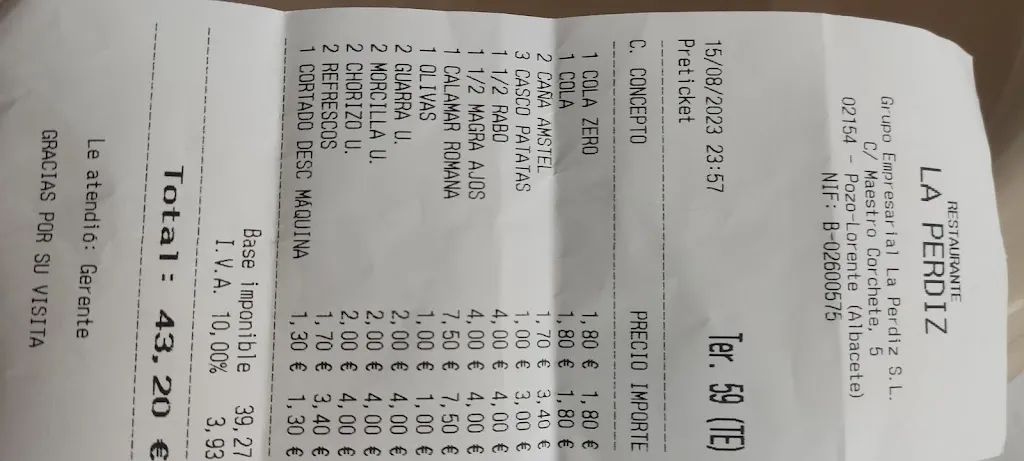 RESTAURANTE
LA PERDIZ
Grupo Empresarial La Perdiz S.L.
C/ Maestro Corchete, 5
02154 - Pozo-Lorente (Albacete)
NIF: B-02600575
Ter. 59 (TE)
15/08/2023 23:57
Preticket
C. CONCEPTO PRECIO IMPORTE
1 COLA ZERO 1,80 € 1,80 €
1 COLA 1,80 € 1,80 €
2 CAÑA AMSTEL 1,70 € 3,40 €
3 CASCO PATATAS 1,00 € 3,00 €
1 1/2 RABO 4,00 € 4,00 €
1 1/2 MAGRA AJOS 4,00 € 4,00 €
1 CALAMAR ROMANA 7,50 € 7,50 €
1 OLIVAS 1,00 € 1,00 €
2 GUARRA U. 2,00 € 4,00 €
2 MORCILLA U. 2,00 € 4,00 €
2 CHORIZO U. 2,00 € 4,00 €
2 REFRESCOS 1,70 € 3,40 €
1 CORTADO DESC MÁQUINA 1,30 € 1,30 €
Base imponible 39,27
I.V.A. 10,00% 3,93
Total: 43,20 €
Le atendió: Gerente
GRACIAS POR SU VISITA